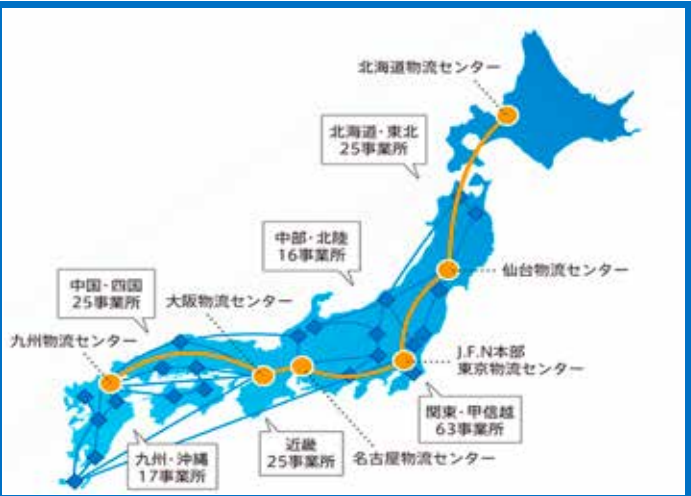 北海道物流センター
北海道・東北
25事業所
中部・北陸
16事業所
仙台物流センター
中国・四国
25事業所
大阪物流センター
九州物流センター
J.F.N本部
東京物流センター
関東・甲信越
63事業所
近畿
25事業所
名古屋物流センター
九州・沖縄
17事業所